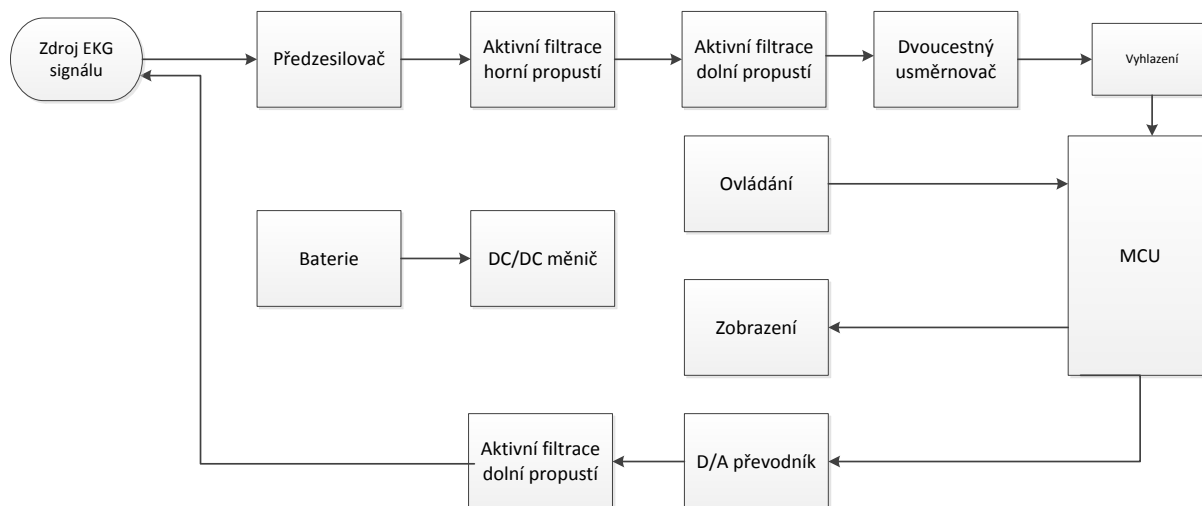 Zdroj EKG
signálu
Předzesilovač
Aktivní filtrace
horní propustí
Aktivní filtrace
dolní propustí
Dvoucestný
usměrnovač
Vyhlazení
Ovládání
Baterie
DC/DC měnič
MCU
Zobrazení
Aktivní filtrace
dolní propustí
D/A převodník